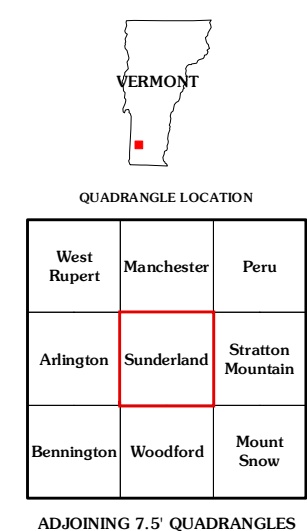 VERMONT
QUADRANGLE LOCATION
West
Rupert
Manchester
Peru
Arlington
Sunderland
Stratton
Mountain
Bennington
Woodford
Mount
Snow
ADJOINING 7.5' QUADRANGLES